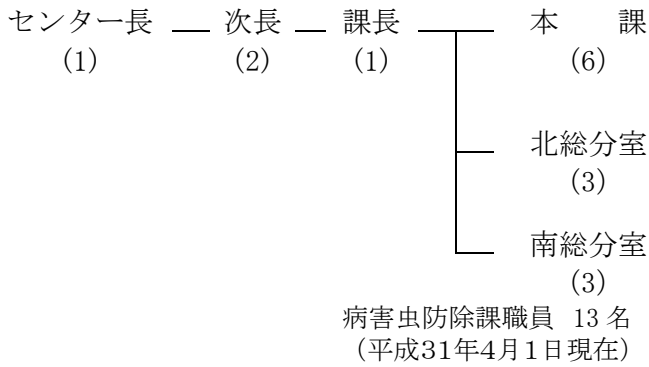 センター長 次長 課長 本 課
(1) (2) (1) (6)
北総分室
(3)
南総分室
(3)
病害虫防除課職員 13名
(平成31年4月1日現在)